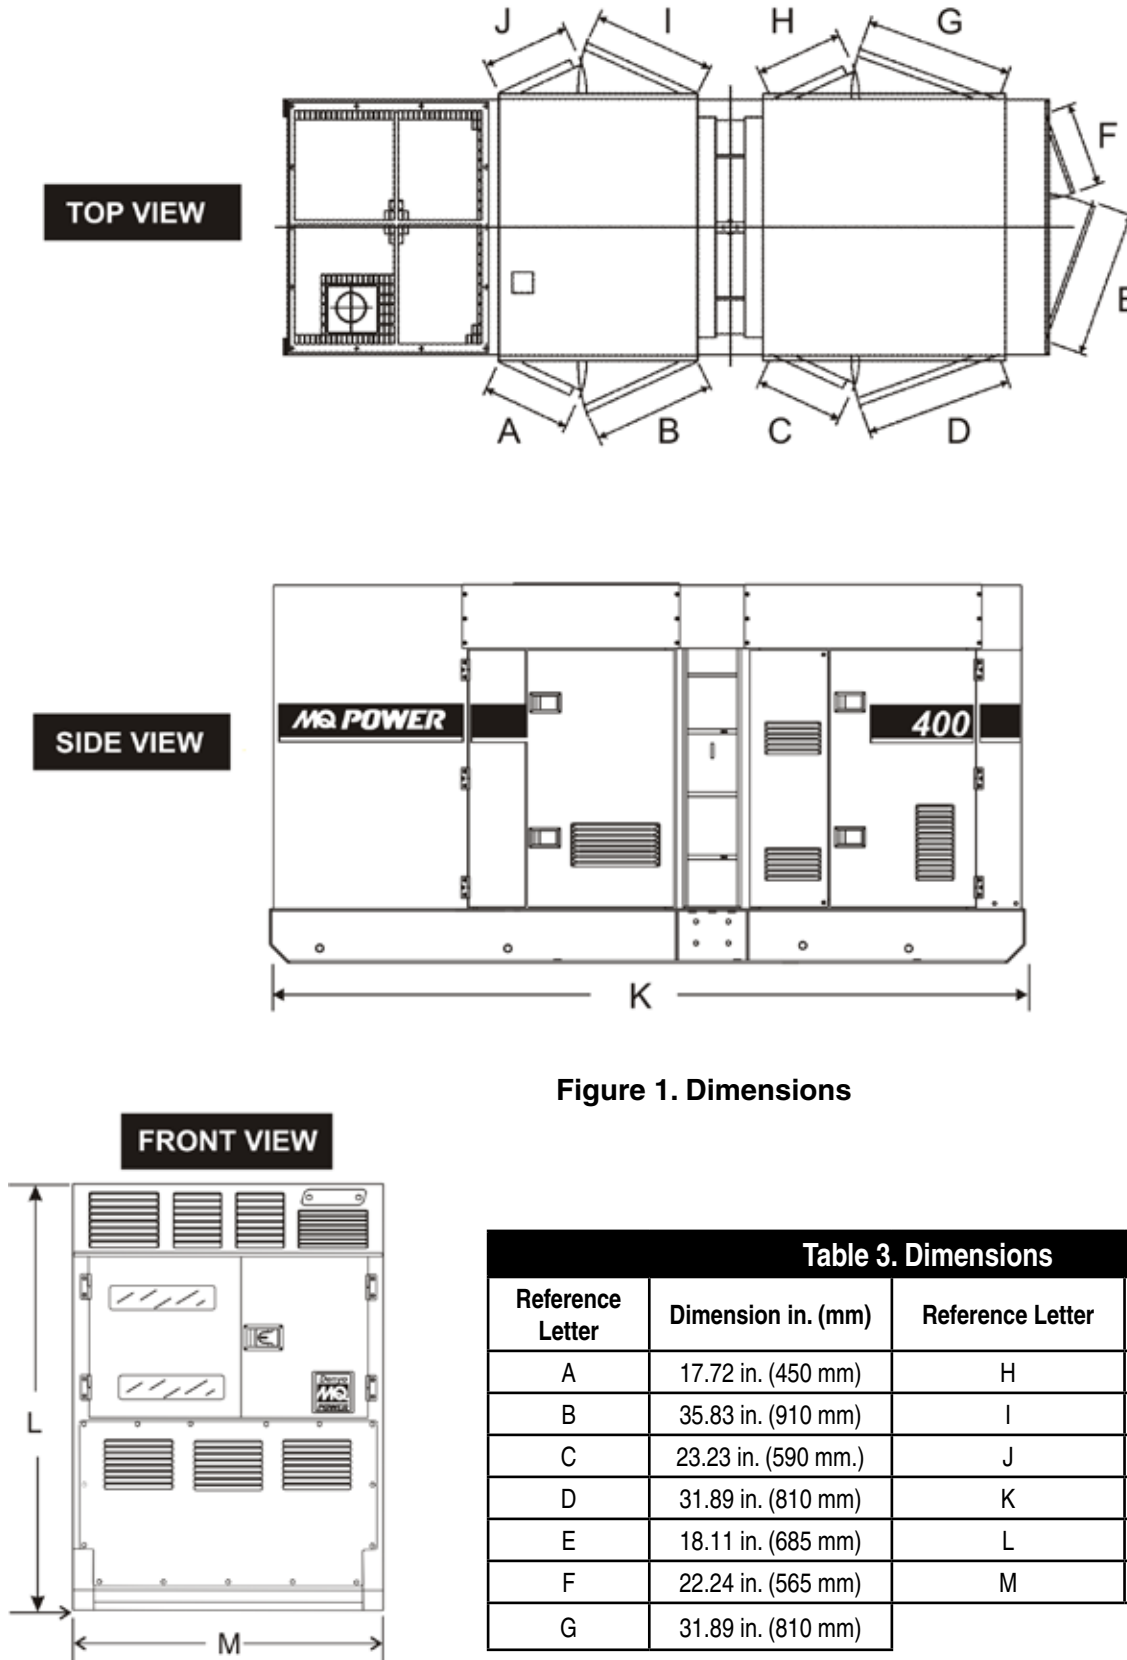 J I H G
F
TOP VIEW
E
A B C D
SIDE VIEW
MQ POWER
400
K
Figure 1. Dimensions
FRONT VIEW
L
MQ
POWER
M
Table 3. Dimensions
Reference Letter Dimension in. (mm) Reference Letter
A 17.72 in. (450 mm) H
B 35.83 in. (910 mm) I
C 23.23 in. (590 mm.) J
D 31.89 in. (810 mm) K
E 18.11 in. (685 mm) L
F 22.24 in. (565 mm) M
G 31.89 in. (810 mm)